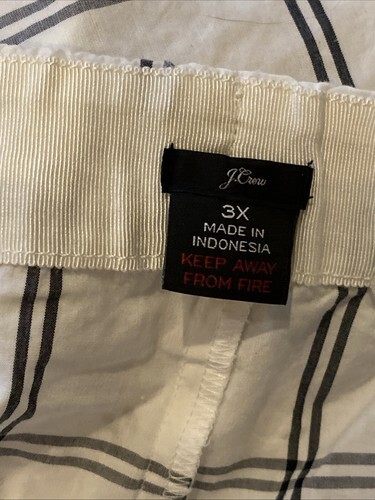 J.Crew
3X
MADE IN
INDONESIA
KEEP AWAY
FROM FIRE